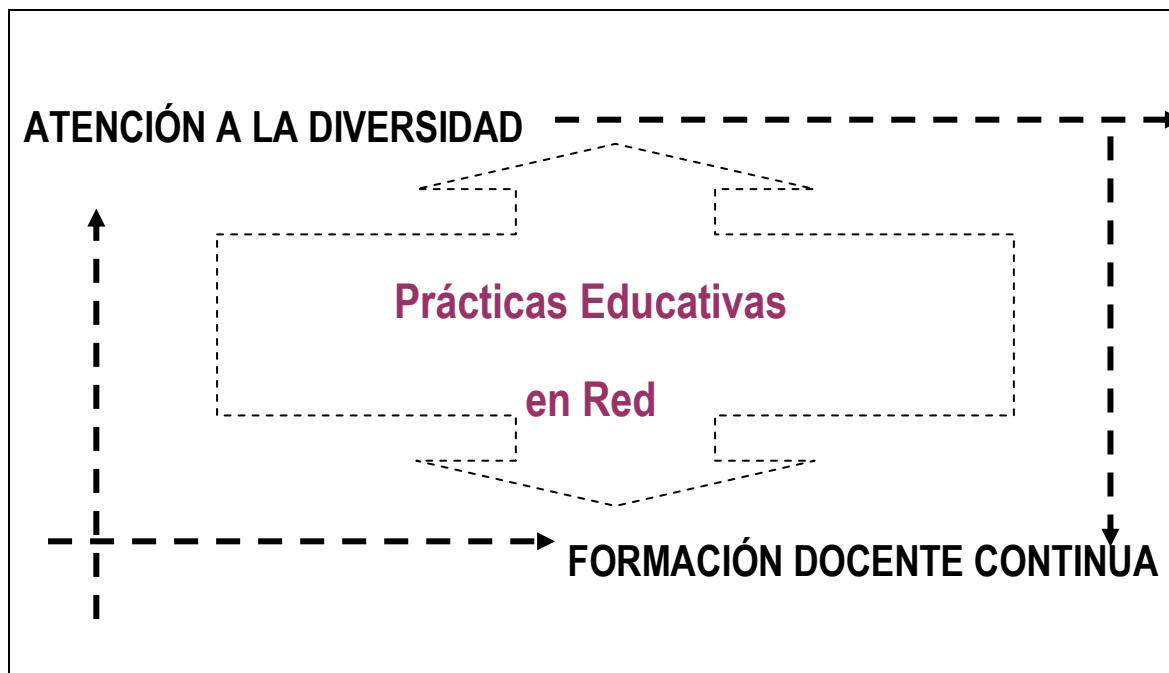 ATENCIÓN A LA DIVERSIDAD
Prácticas Educativas
en Red
FORMACIÓN DOCENTE CONTINUA